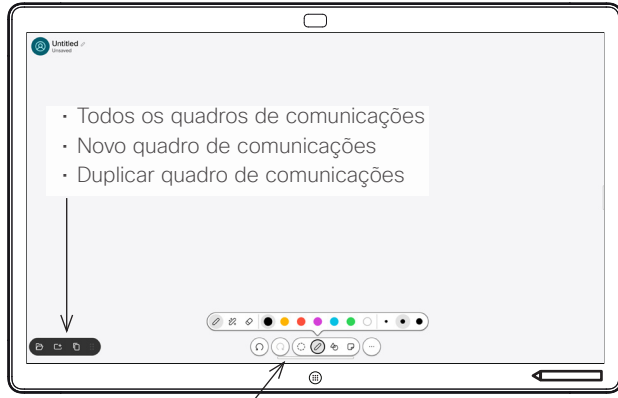 Untitled
Unsaved
· Todos os quadros de comunicações
· Novo quadro de comunicações
· Duplicar quadro de comunicações